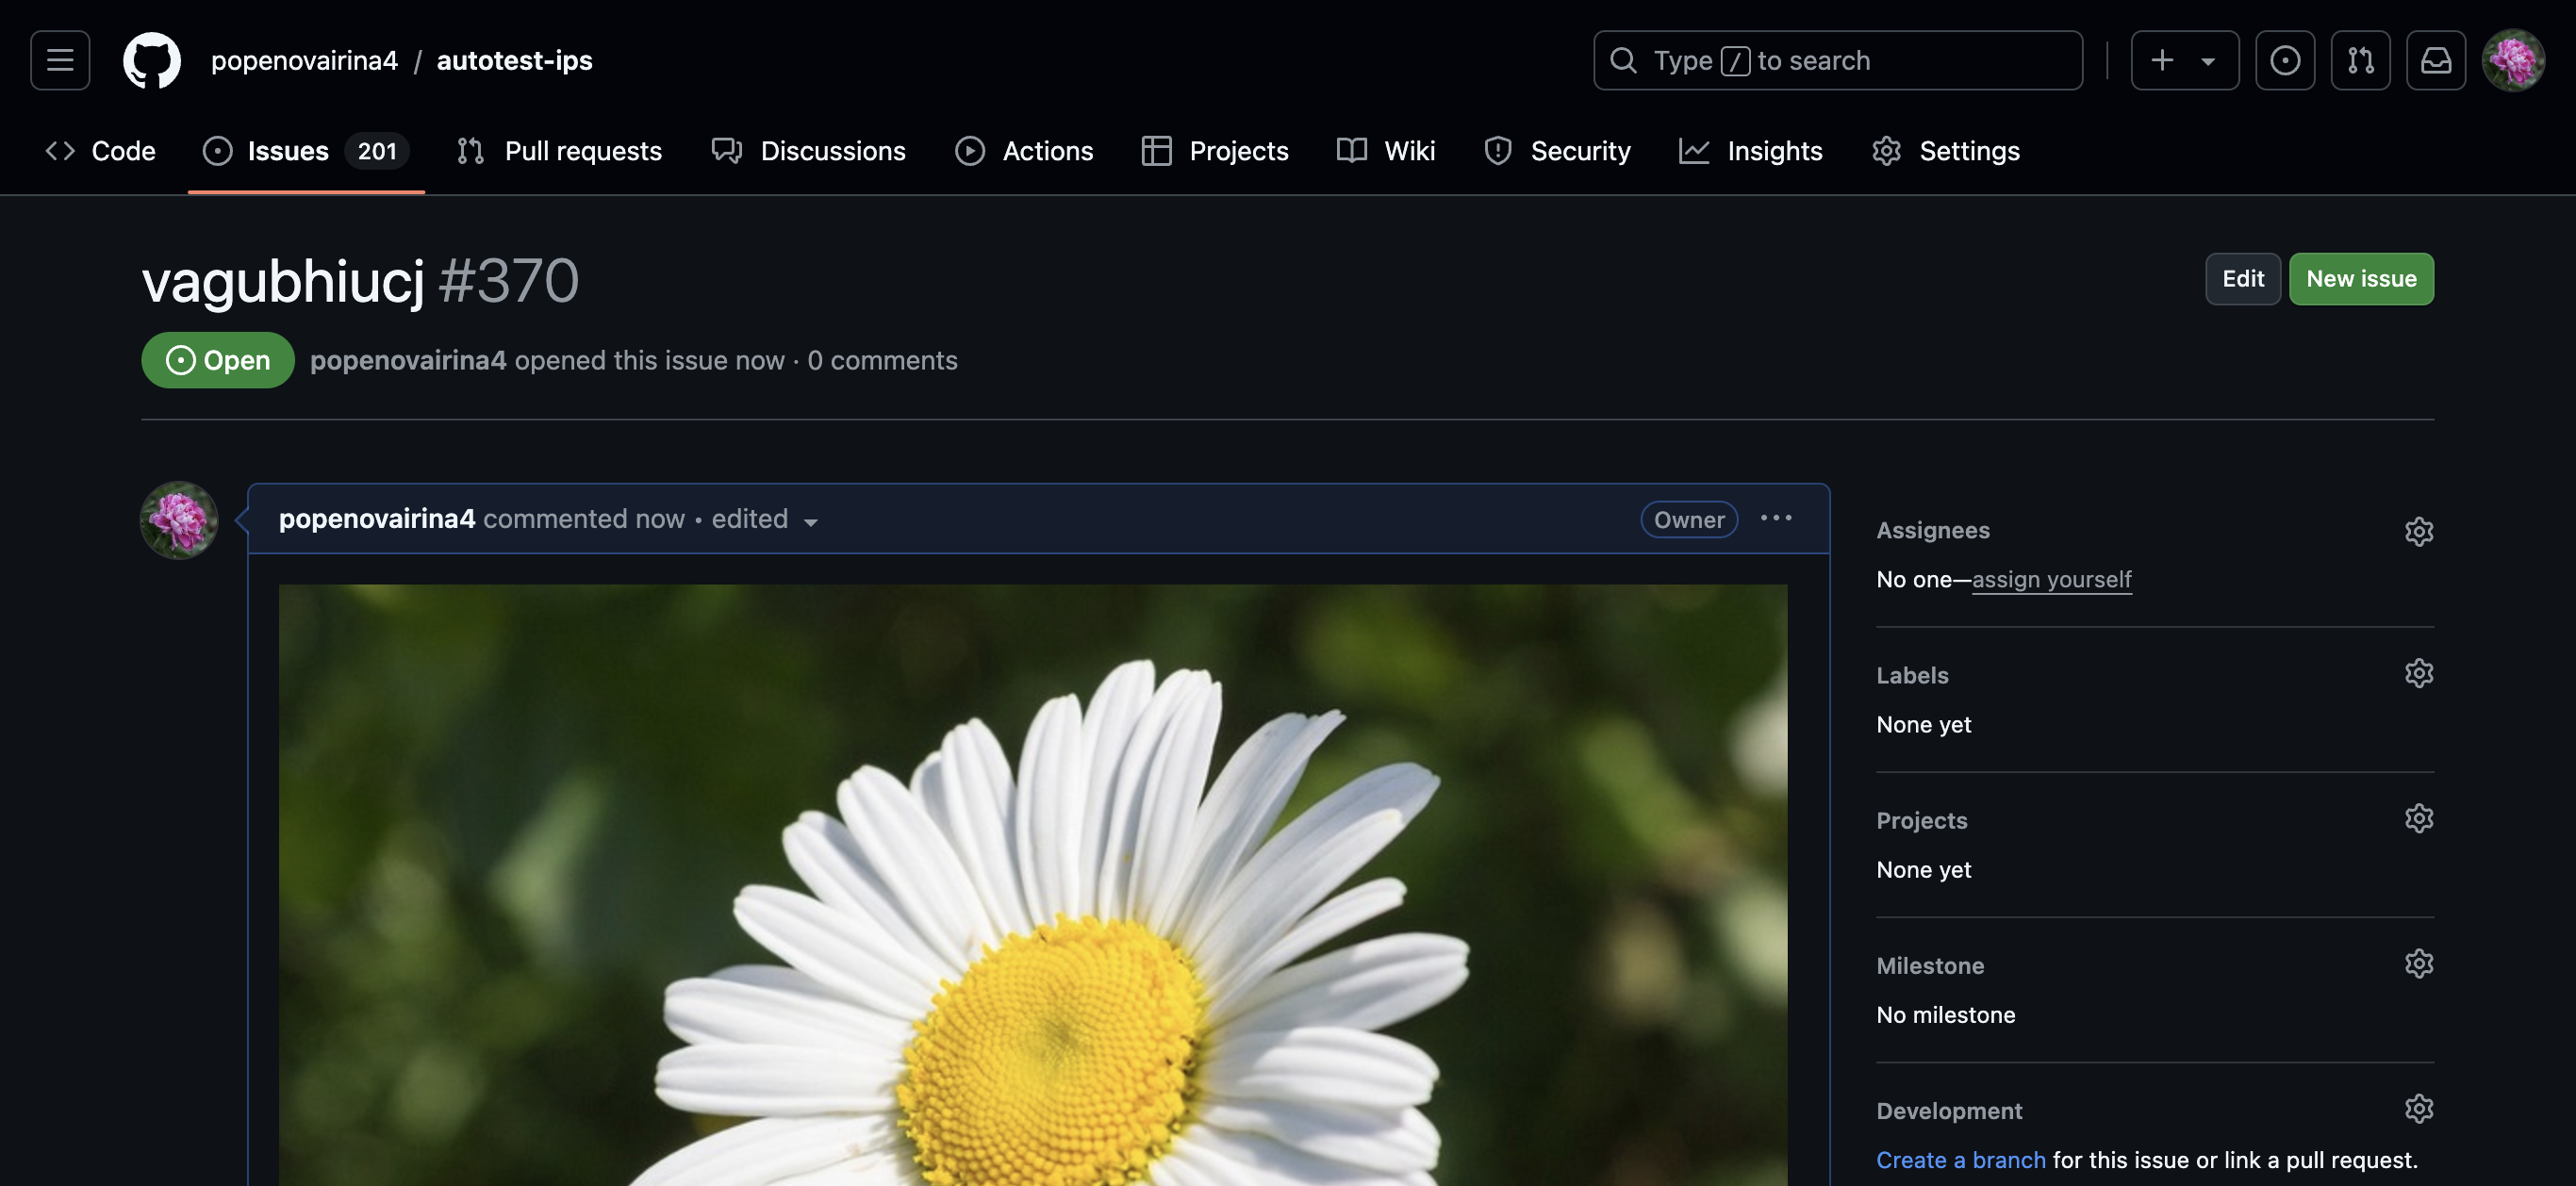 popenovairina4 / autotest-ips
Type / to search
Code
Issues 201
Pull requests
Discussions
Actions
Projects
Wiki
Security
Insights
Settings
vagubhiucj #370
Edit
New issue
Open
popenovairina4 opened this issue now · 0 comments
popenovairina4 commented now • edited
Owner
Assignees
No one—assign yourself
Labels
None yet
Projects
None yet
Milestone
No milestone
Development
Create a branch for this issue or link a pull request.